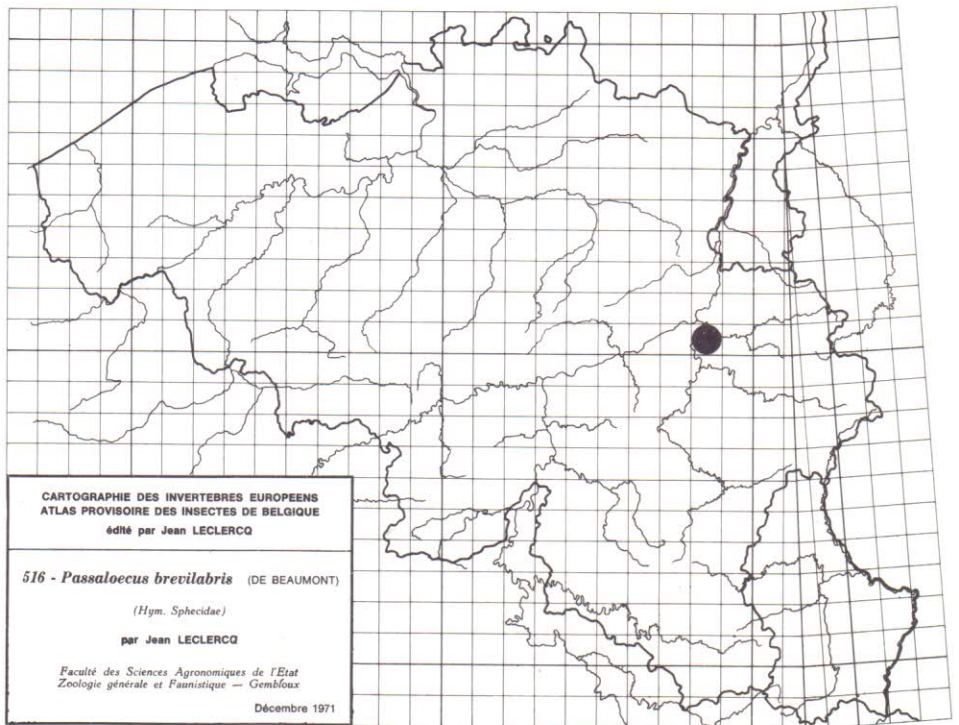 CARTOGRAPHIE DES INVERTEBRES EUROPEENS
ATLAS PROVISOIRE DES INSECTES DE BELGIQUE
édité par Jean LECLERCQ
516 - Passaloecus brevilabris (DE BEAUMONT)
(Hym. Sphecidae)
par Jean LECLERCQ
Faculté des Sciences Agronomiques de l'Etat
Zoologie générale et Faunistique — Gembloux
Décembre 1971